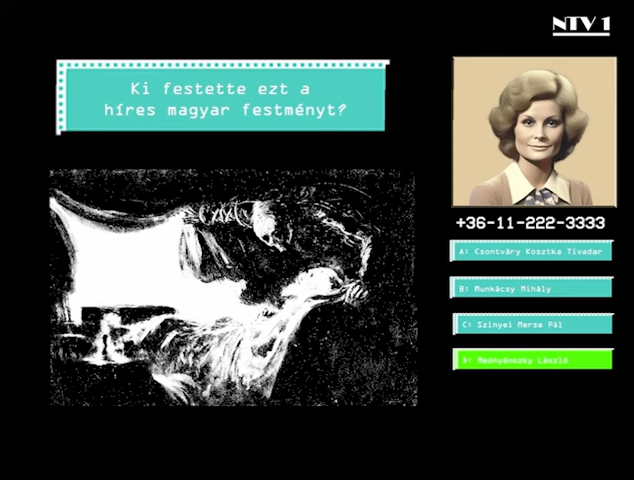 NTV 1
Ki festette ezt a
híres magyar festményt?
+36-11-222-3333
A: Csontváry Kosztka Tivadar
B: Munkácsy Mihály
C: Szinyei Merse Pál
D: Mednyánszky László